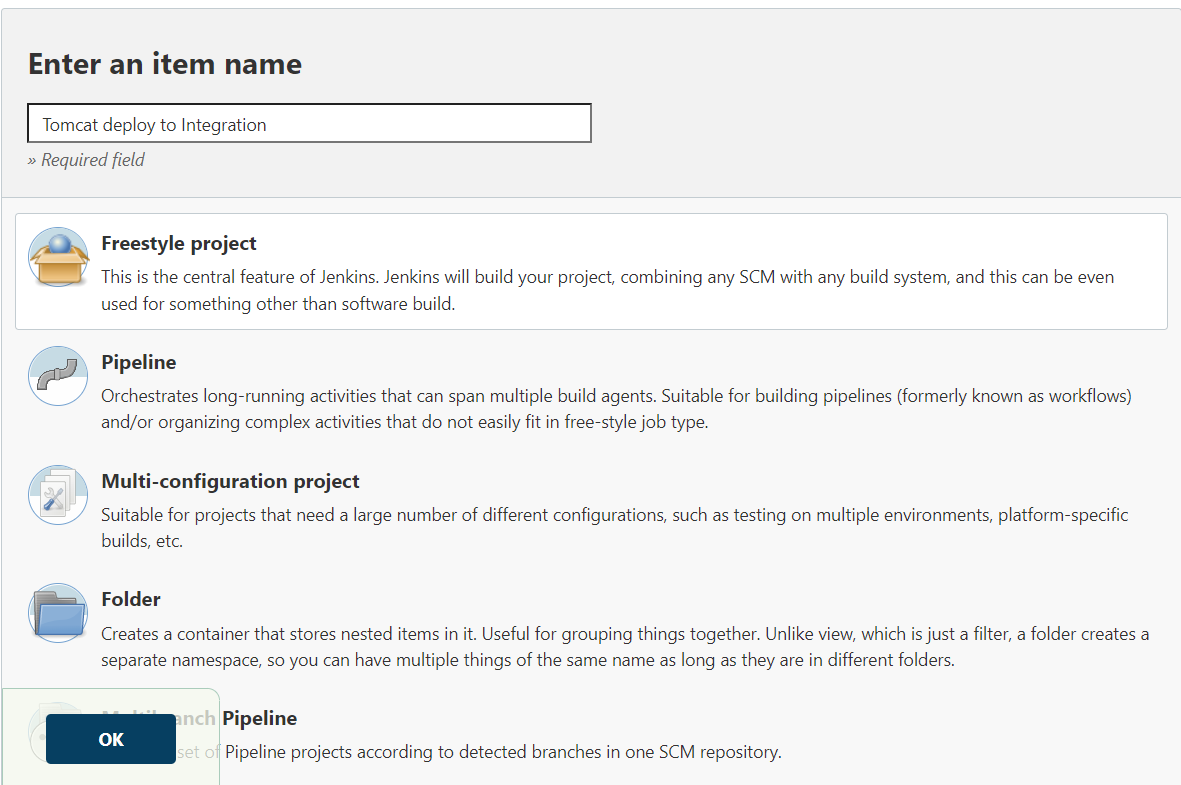 Enter an item name
Tomcat deploy to Integration
» Required field
Freestyle project
This is the central feature of Jenkins. Jenkins will build your project, combining any SCM with any build system, and this can be even
used for something other than software build.
Pipeline
Orchestrates long-running activities that can span multiple build agents. Suitable for building pipelines (formerly known as workflows)
and/or organizing complex activities that do not easily fit in free-style job type.
Multi-configuration project
Suitable for projects that need a large number of different configurations, such as testing on multiple environments, platform-specific
builds, etc.
Folder
Creates a container that stores nested items in it. Useful for grouping things together. Unlike view, which is just a filter, a folder creates a
separate namespace, so you can have multiple things of the same name as long as they are in different folders.
Multibranch Pipeline
OK
set of Pipeline projects according to detected branches in one SCM repository.